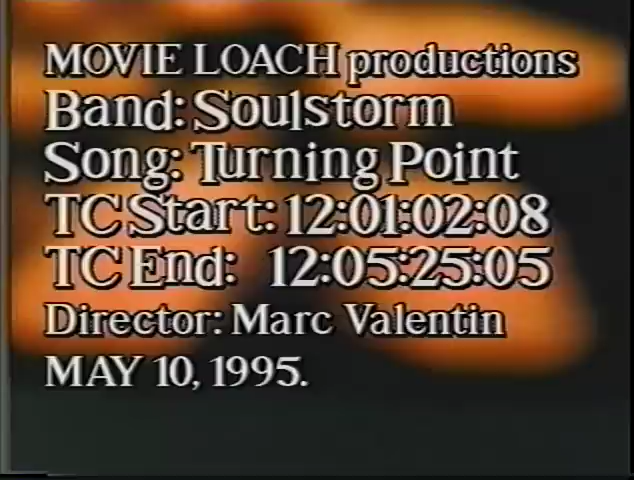 MOVIE LOACH productions
Band: Soulstorm
Song: Turning Point
TC Start: 12:01:02:08
TC End: 12:05:25:05
Director: Marc Valentin
MAY 10, 1995.